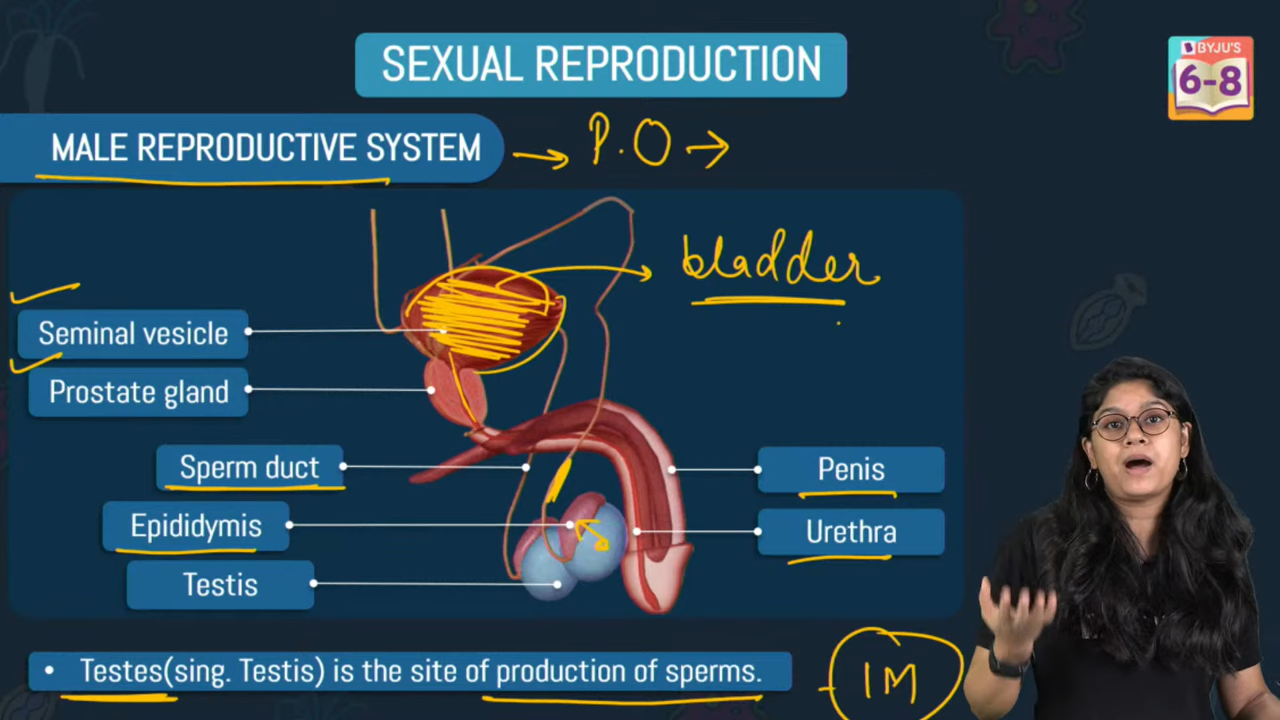 SEXUAL REPRODUCTION
BYJU'S
6-8
MALE REPRODUCTIVE SYSTEM → P.O →
bladder
Seminal vesicle
Prostate gland
Sperm duct
Penis
Epididymis
Urethra
Testis
• Testes(sing. Testis) is the site of production of sperms.
1M